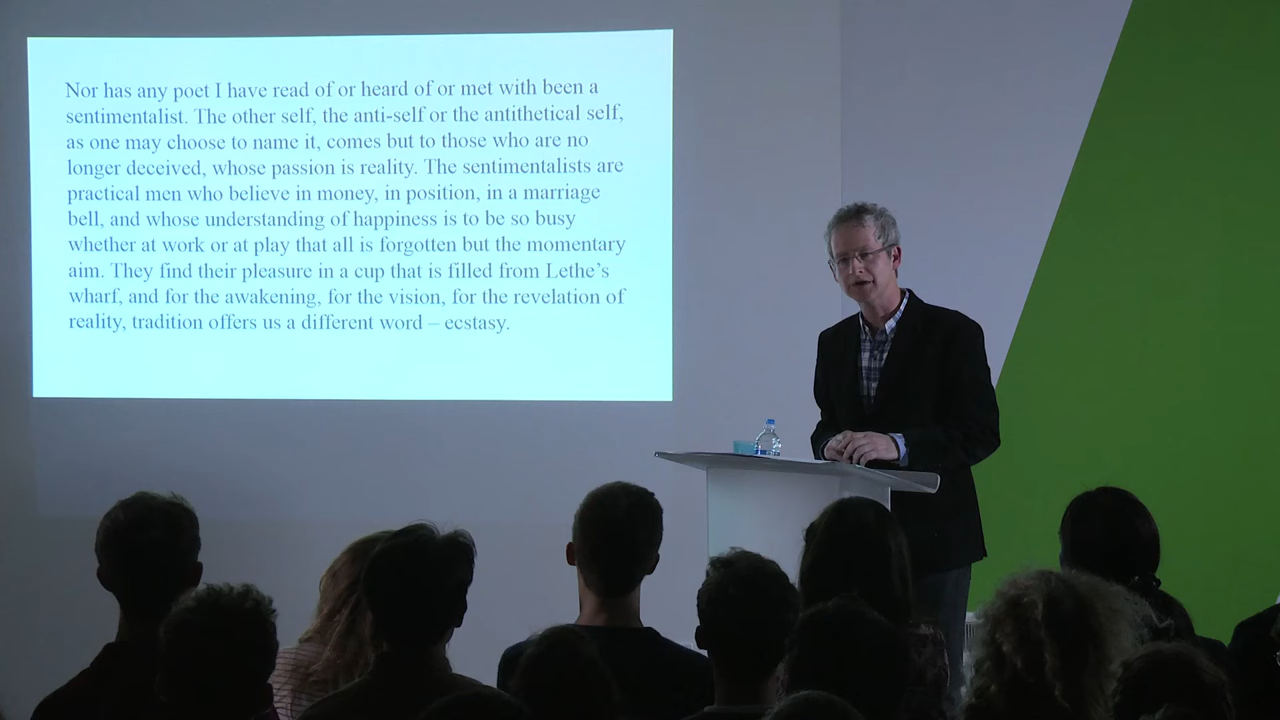 Nor has any poet I have read of or heard of or met with been a
sentimentalist. The other self, the anti-self or the antithetical self,
as one may choose to name it, comes but to those who are no
longer deceived, whose passion is reality. The sentimentalists are
practical men who believe in money, in position, in a marriage
bell, and whose understanding of happiness is to be so busy
whether at work or at play that all is forgotten but the momentary
aim. They find their pleasure in a cup that is filled from Lethe’s
wharf, and for the awakening, for the vision, for the revelation of
reality, tradition offers us a different word – ecstasy.